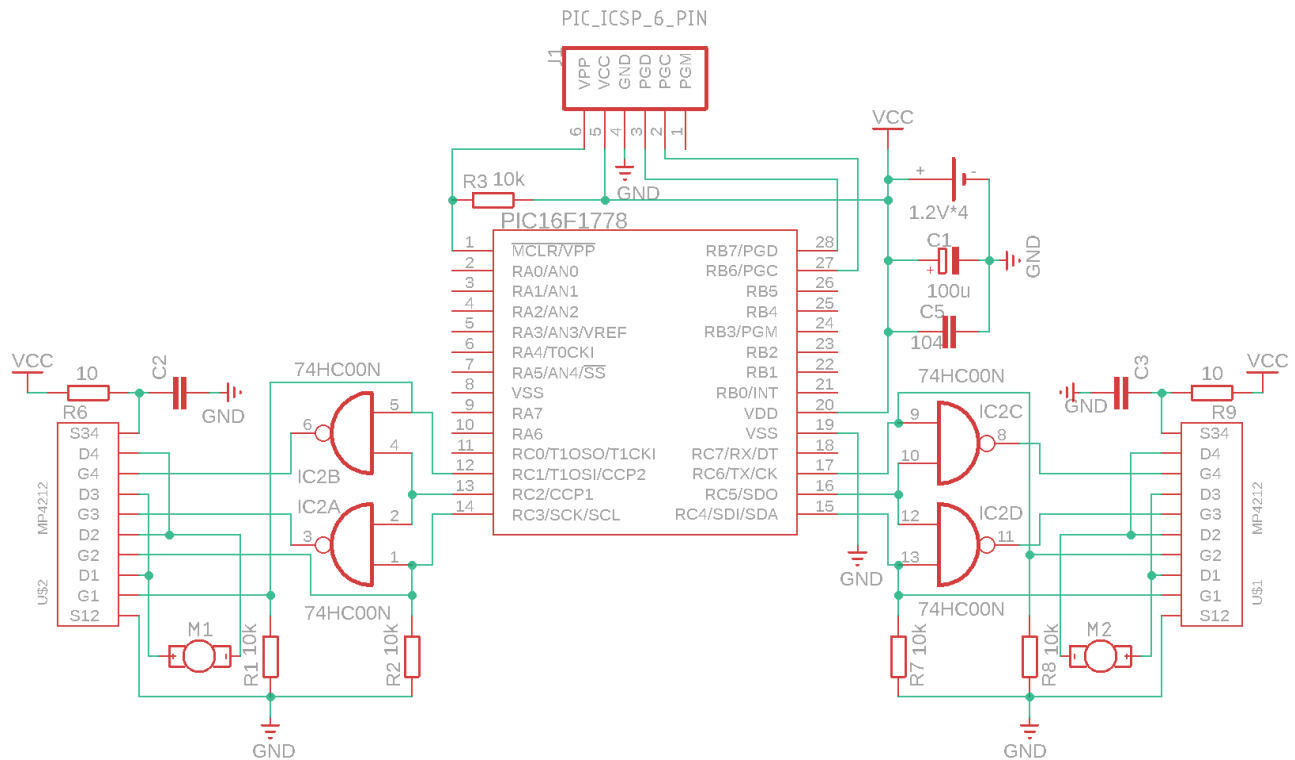 PIC_ICSP_6_PIN
J1
VPP
VCC
GND
PGD
PGC
PGM
6
5
4
3
2
1
GND
R3 10k
VCC
+
-
1.2V*4
C1
+
100u
GND
C5
104
PIC16F1778
1 MCLR/VPP
2 RA0/AN0
3 RA1/AN1
4 RA2/AN2
5 RA3/AN3/VREF
6 RA4/T0CKI
7 RA5/AN4/SS
8 VSS
9 RA7
10 RA6
11 RC0/T1OSO/T1CKI
12 RC1/T1OSI/CCP2
13 RC2/CCP1
14 RC3/SCK/SCL
RB7/PGD 28
RB6/PGC 27
RB5 26
RB4 25
RB3/PGM 24
RB2 23
RB1 22
RB0/INT 21
VDD 20
VSS 19
RC7/RX/DT 18
RC6/TX/CK 17
RC5/SDO 16
RC4/SDI/SDA 15
GND
VCC
10
R6
C2
GND
S34
D4
G4
D3
G3
D2
G2
D1
G1
S12
MP4212
U$2
74HC00N
5
4
6
IC2B
IC2A
2
1
3
74HC00N
M1
+
-
R1 10k
R2 10k
GND
74HC00N
9
10
8
IC2C
12
13
11
IC2D
74HC00N
GND
C3
10
R9
VCC
S34
D4
G4
D3
G3
D2
G2
D1
G1
S12
MP4212
U$1
R7 10k
R8 10k
M2
-
+
GND